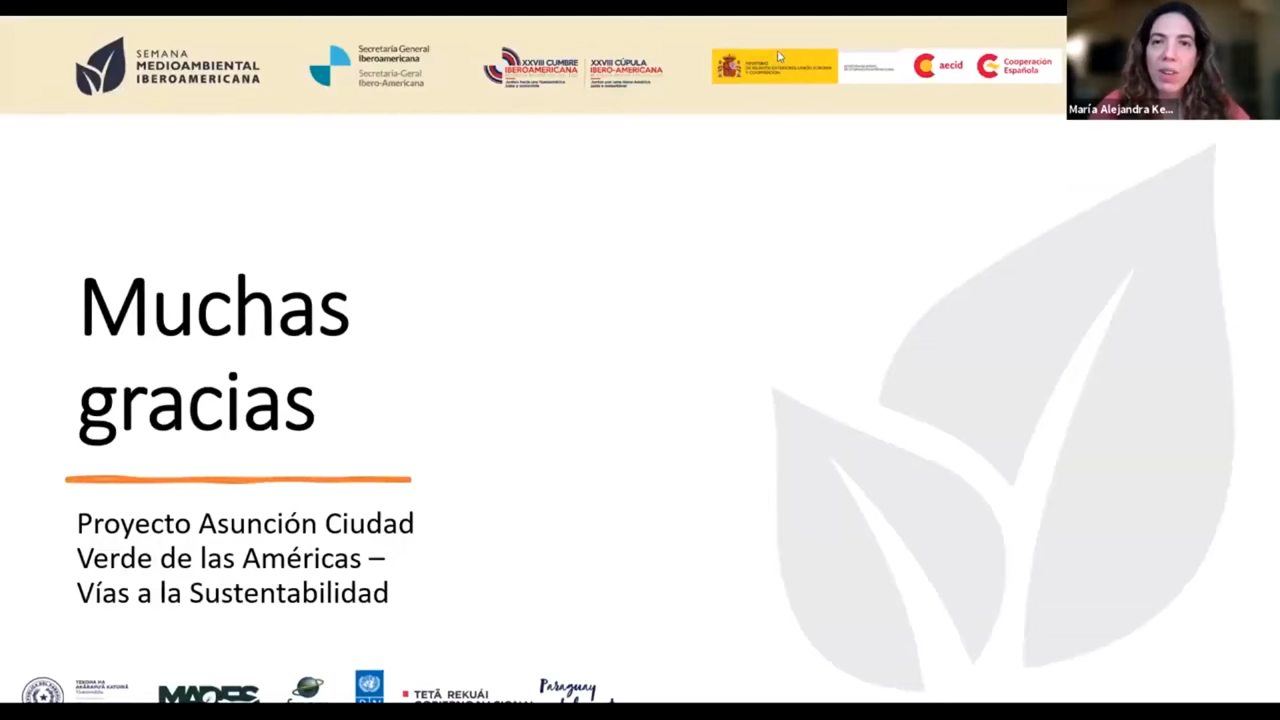 SEMANA
MEDIOAMBIENTAL
IBEROAMERICANA
Secretaría General
Iberoamericana
Secretaria-Geral
Ibero-Americana
XXVIII CUMBRE
IBEROAMERICANA
XXVIII CÚPULA
IBERO-AMERICANA
aecid
Cooperación
Española
María Alejandra Ke...
Muchas
gracias
Proyecto Asunción Ciudad
Verde de las Américas –
Vías a la Sustentabilidad
MADES
TETÃ REKUÁI
Paraguay